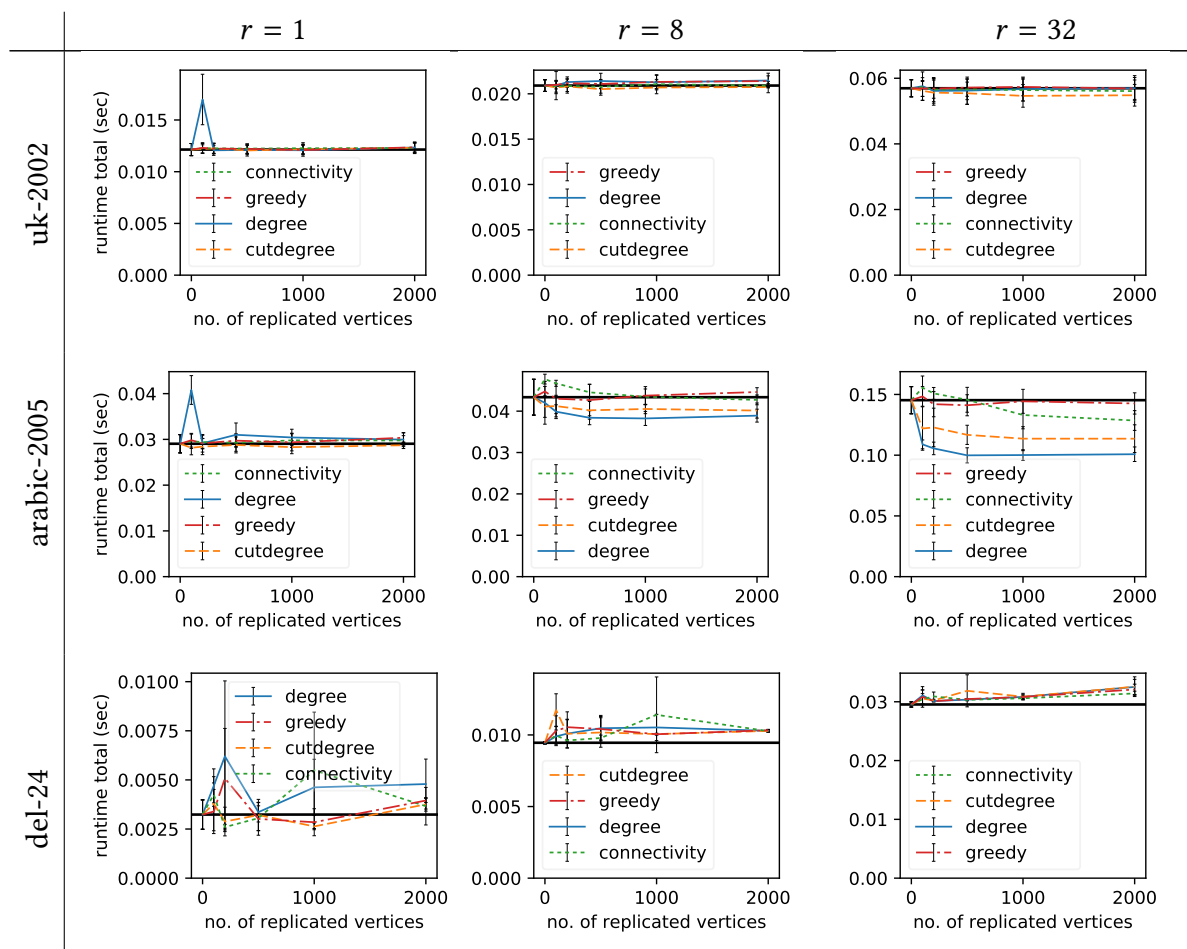 r = 1
r = 8
r = 32
uk-2002
runtime total (sec)
0.015
0.010
0.005
0.000
connectivity
greedy
degree
cutdegree
0
1000
2000
no. of replicated vertices
0.020
0.015
0.010
0.005
0.000
greedy
degree
connectivity
cutdegree
0
1000
2000
no. of replicated vertices
0.06
0.04
0.02
0.00
greedy
degree
connectivity
cutdegree
0
1000
2000
no. of replicated vertices
arabic-2005
runtime total (sec)
0.04
0.03
0.02
0.01
0.00
connectivity
degree
greedy
cutdegree
0
1000
2000
no. of replicated vertices
0.04
0.03
0.02
0.01
0.00
connectivity
greedy
cutdegree
degree
0
1000
2000
no. of replicated vertices
0.15
0.10
0.05
0.00
greedy
connectivity
cutdegree
degree
0
1000
2000
no. of replicated vertices
del-24
runtime total (sec)
0.0100
0.0075
0.0050
0.0025
0.0000
degree
greedy
cutdegree
connectivity
0
1000
2000
no. of replicated vertices
0.010
0.005
0.000
cutdegree
greedy
degree
connectivity
0
1000
2000
no. of replicated vertices
0.03
0.02
0.01
0.00
connectivity
cutdegree
degree
greedy
0
1000
2000
no. of replicated vertices